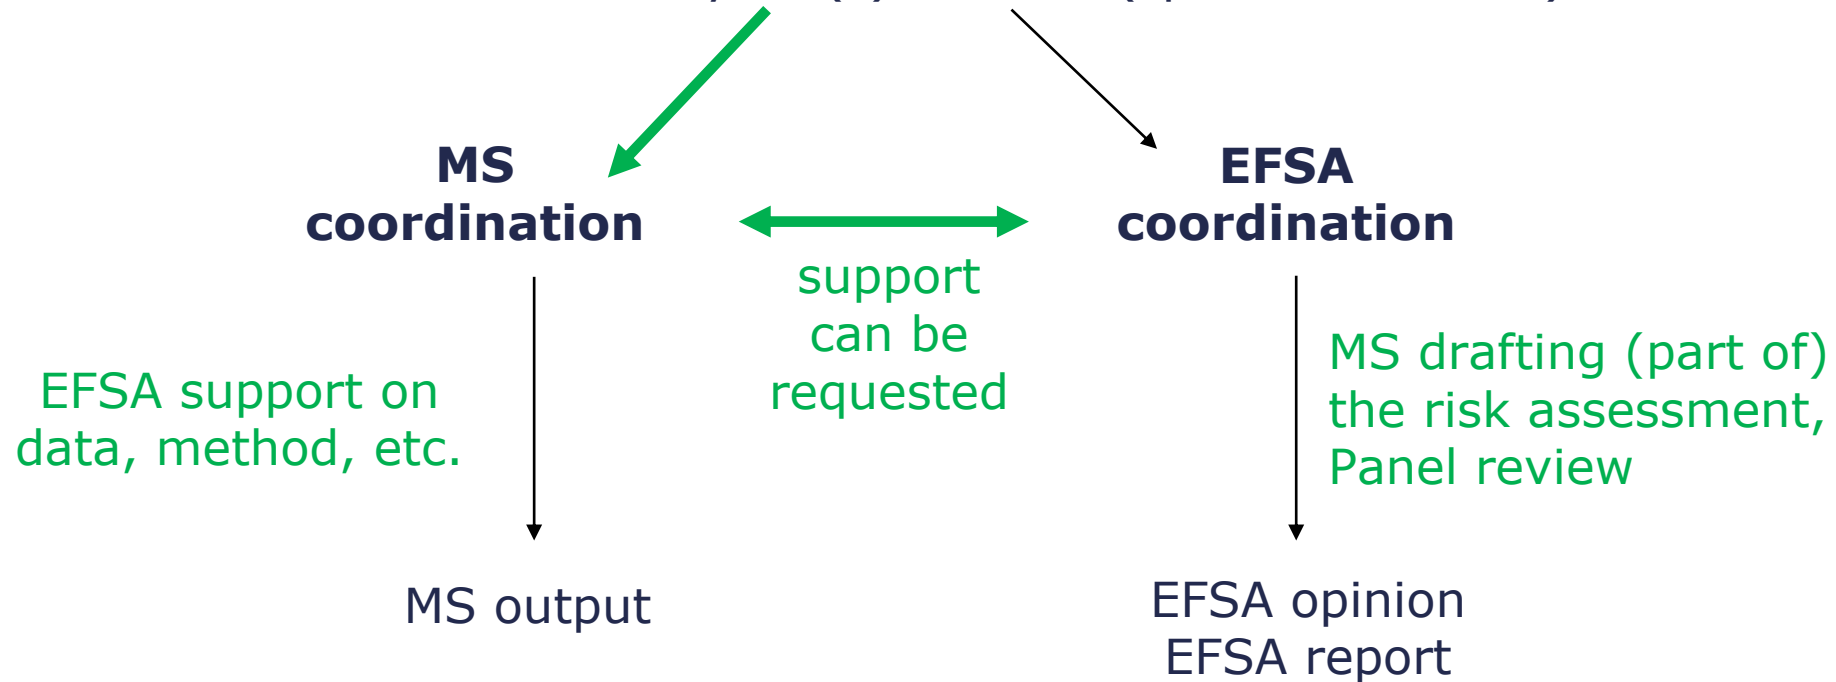 MS
coordination
EFSA
coordination
support
can be
requested
EFSA support on
data, method, etc.
MS drafting (part of)
the risk assessment,
Panel review
MS output
EFSA opinion
EFSA report